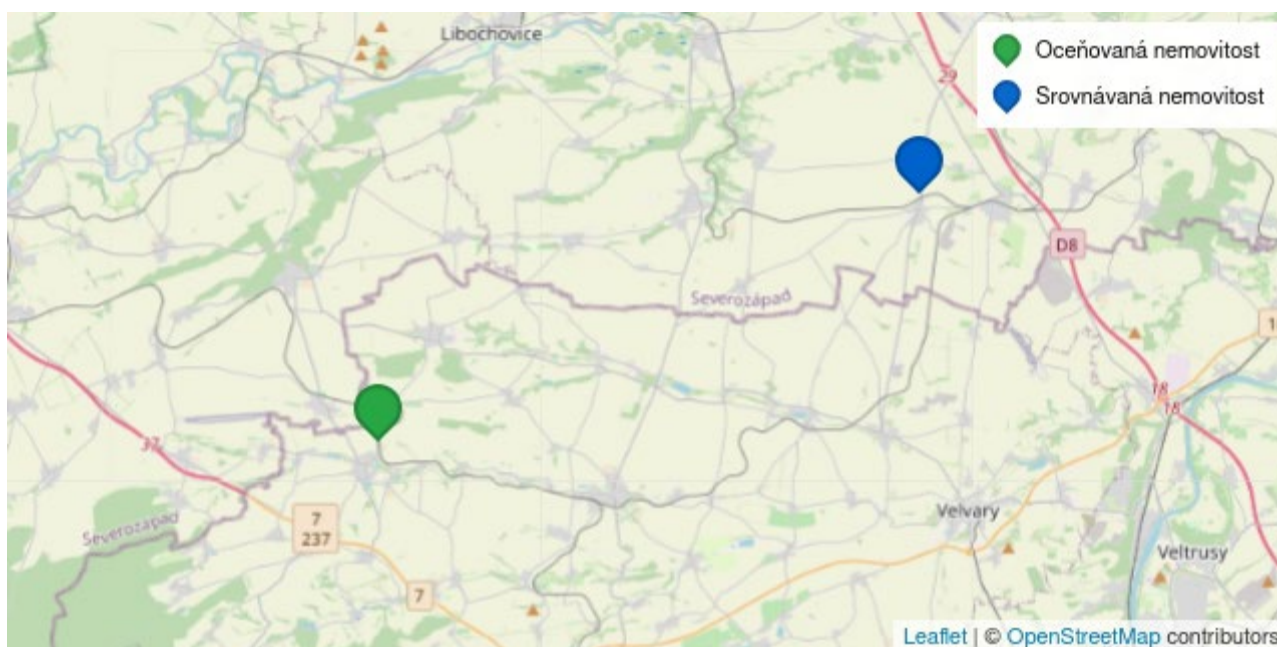 Libochovice
Oceňovaná nemovitost
29
Srovnávaná nemovitost
D8
Severozápad
1
18
18
37
7
237
Severozápad
Velvary
Veltrusy
7
Leaflet | © OpenStreetMap contributors